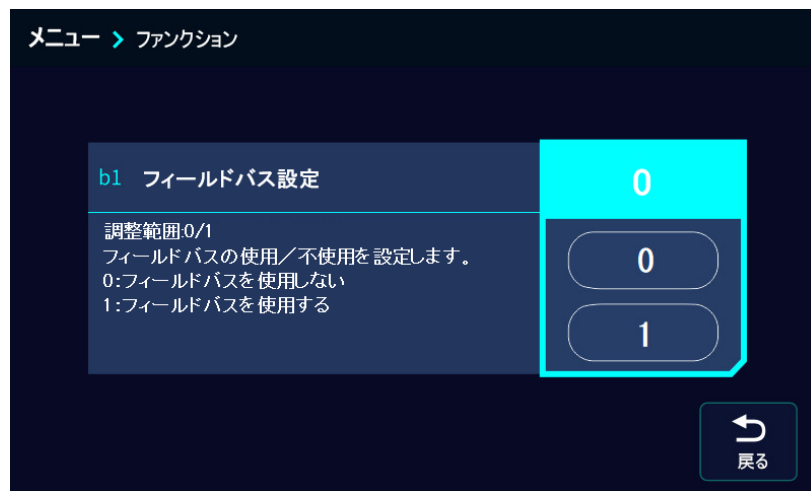 メニュー > ファンクション
b1 フィールドバス設定
0
調整範囲:0/1
フィールドバスの使用／不使用を設定します。
0:フィールドバスを使用しない
1:フィールドバスを使用する
0
1
戻る